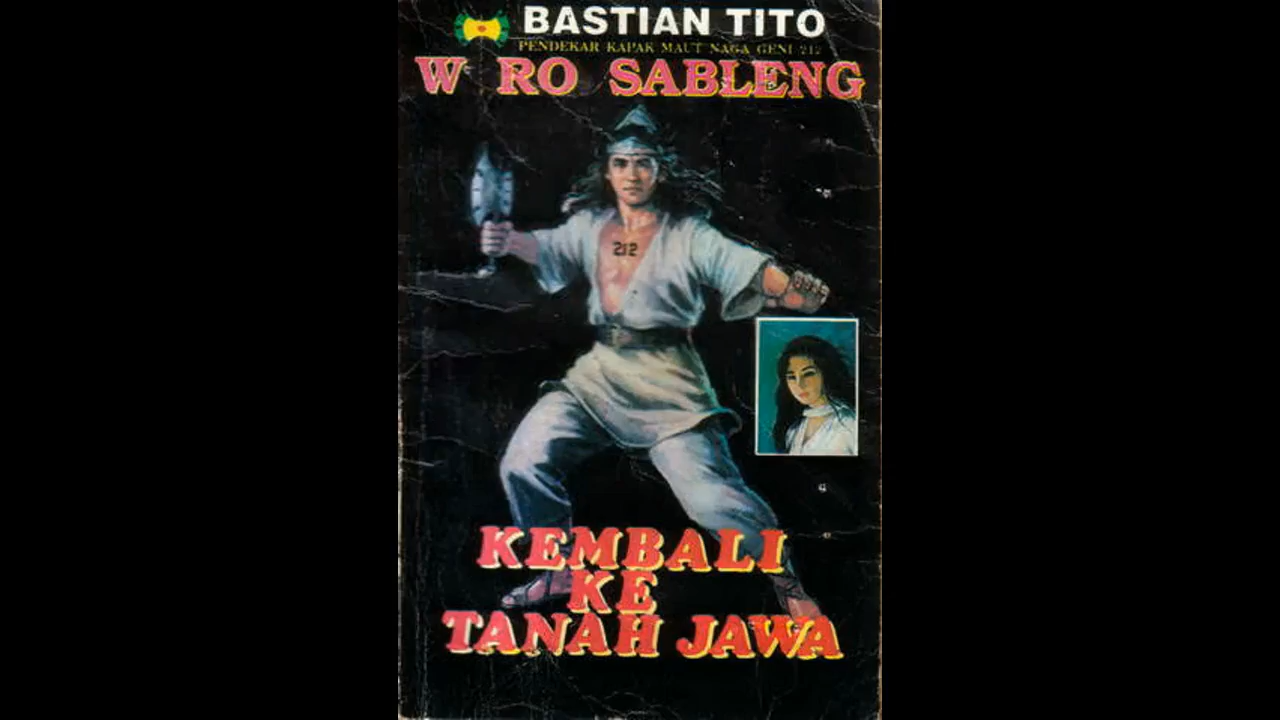 BASTIAN TITO
PENDEKAR KAPAK MAUT NAGA GENI 212
W RO SABLENG
212
KEMBALI
KE
TANAH JAWA